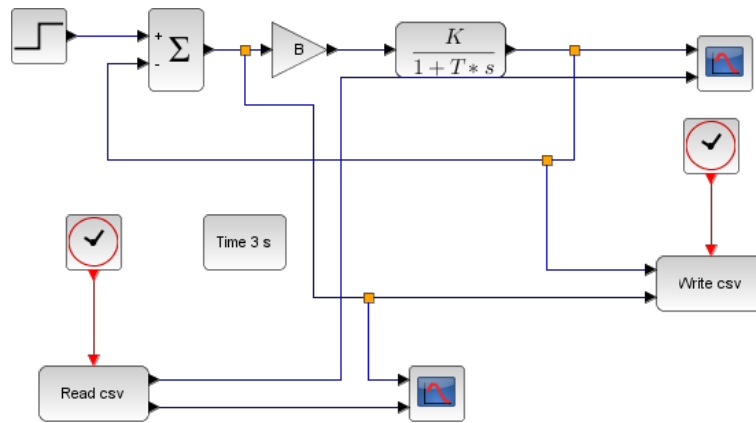 +
-
Σ
B
K
1 + T * s
Time 3 s
Write csv
Read csv